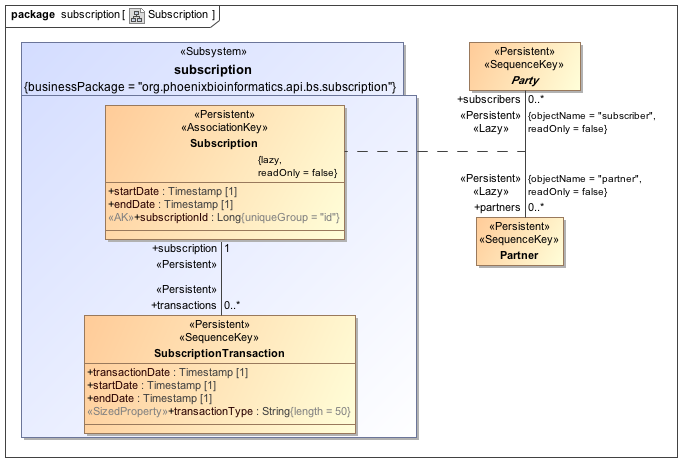 package subscription [ Subscription ]
«Subsystem»
subscription
{businessPackage = "org.phoenixbioinformatics.api.bs.subscription"}
«Persistent»
«AssociationKey»
Subscription
{lazy,
readOnly = false}
+startDate : Timestamp [1]
+endDate : Timestamp [1]
«AK»+subscriptionId : Long{uniqueGroup = "id"}
+subscription 1
«Persistent»
«Persistent»
+transactions 0..*
«Persistent»
«SequenceKey»
SubscriptionTransaction
+transactionDate : Timestamp [1]
+startDate : Timestamp [1]
+endDate : Timestamp [1]
«SizedProperty»+transactionType : String{length = 50}
«Persistent»
«SequenceKey»
Party
+subscribers 0..*
«Persistent» {objectName = "subscriber",
«Lazy» readOnly = false}
«Persistent» {objectName = "partner",
«Lazy» readOnly = false}
+partners 0..*
«Persistent»
«SequenceKey»
Partner